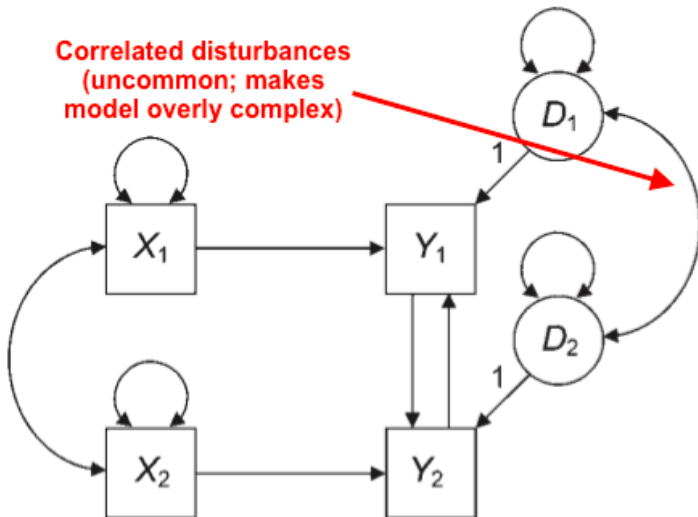 Correlated disturbances
(uncommon; makes
model overly complex)
D₁
1
X₁
Y₁
D₂
1
X₂
Y₂